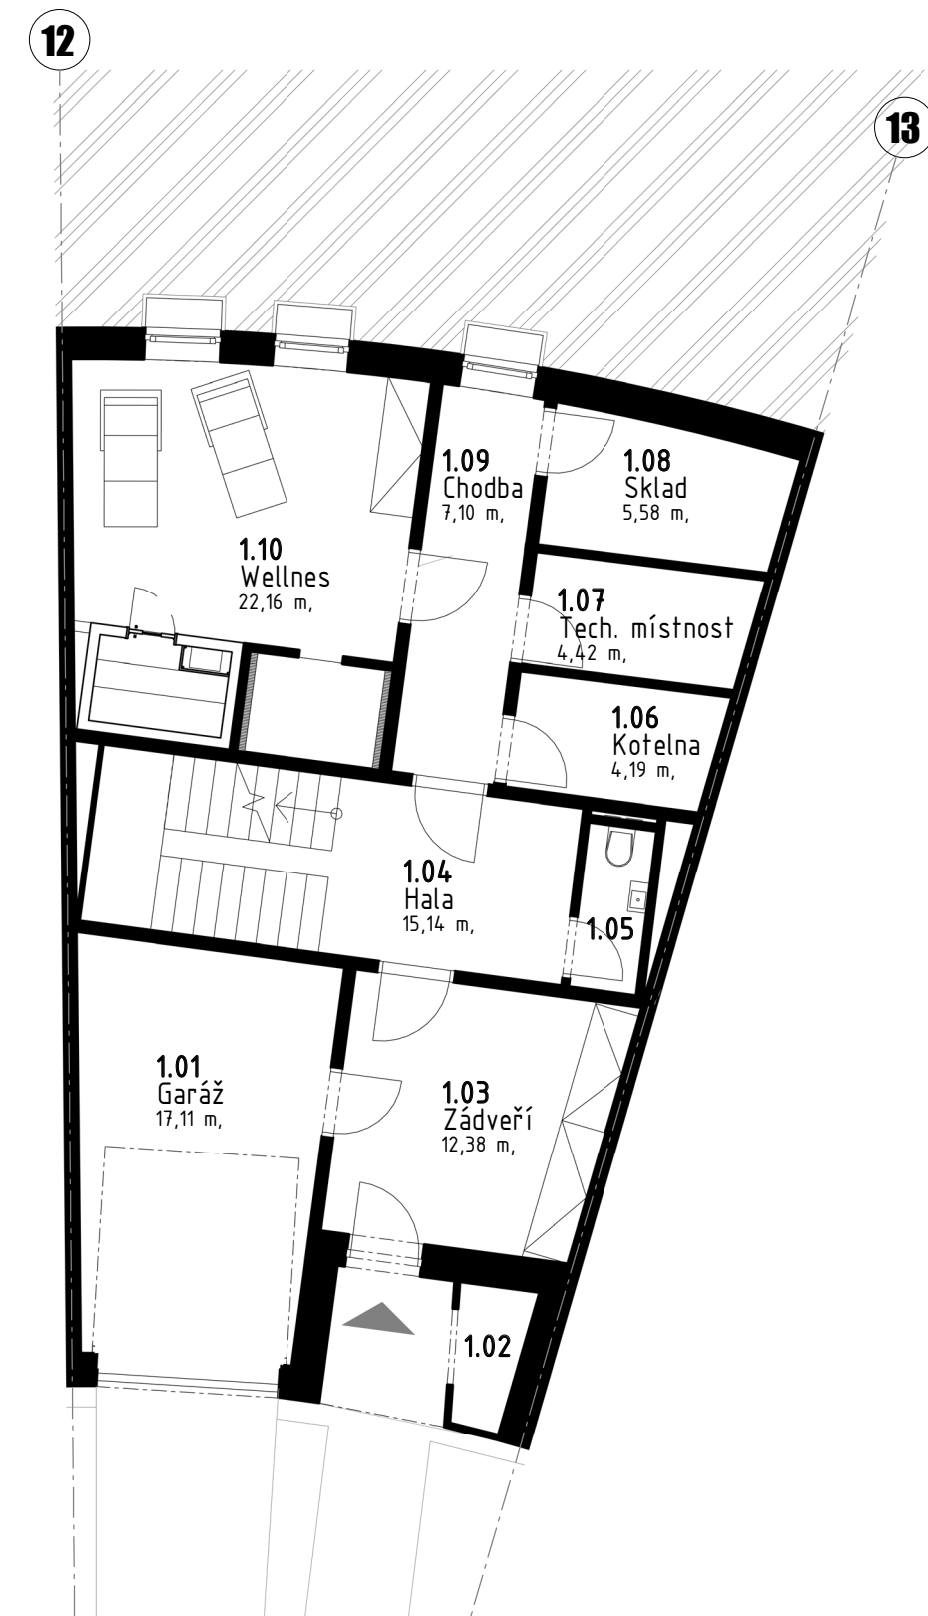 12
13
1.09
Chodba
7,10 m,
1.08
Sklad
5,58 m,
1.10
Wellnes
22,16 m,
1.07
Tech. místnost
4,42 m,
1.06
Kotelna
4,19 m,
1.04
Hala
15,14 m,
1.05
1.01
Garáž
17,11 m,
1.03
Zádveří
12,38 m,
1.02